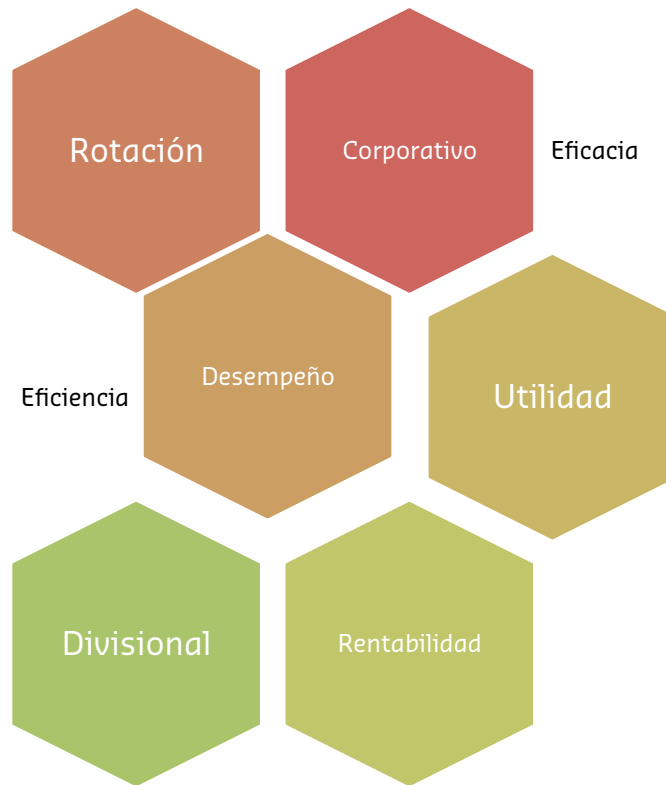 Rotación
Corporativo
Eficacia
Desempeño
Eficiencia
Utilidad
Divisional
Rentabilidad